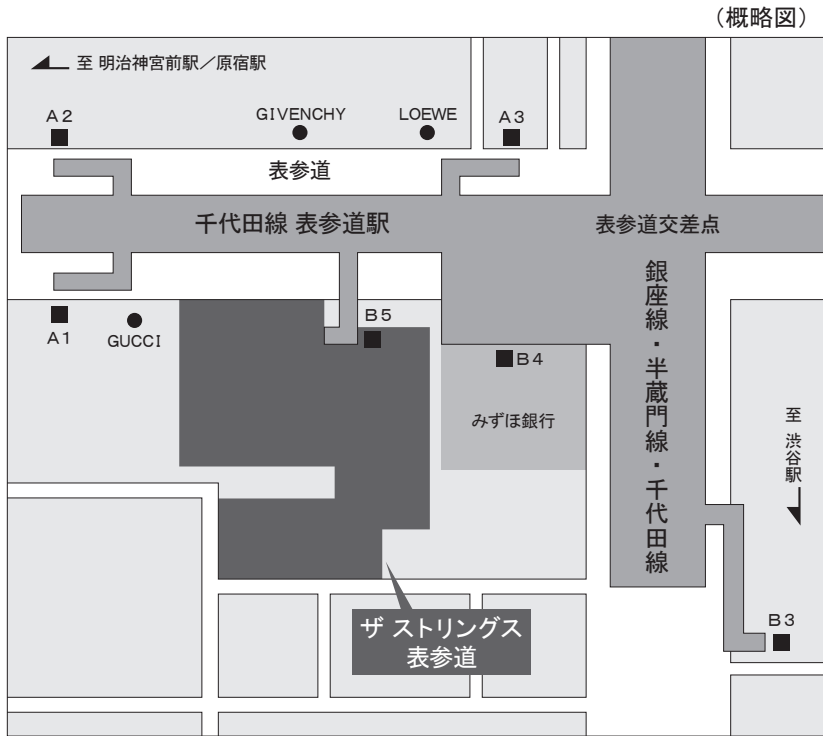 （概略図）
至 明治神宮前駅／原宿駅
A2
GIVENCHY
LOEWE
A3
表参道
千代田線 表参道駅
表参道交差点
銀座線・半蔵門線・千代田線
A1
GUCCI
B5
B4
みずほ銀行
至 渋谷駅
B3
ザ ストリングス
表参道